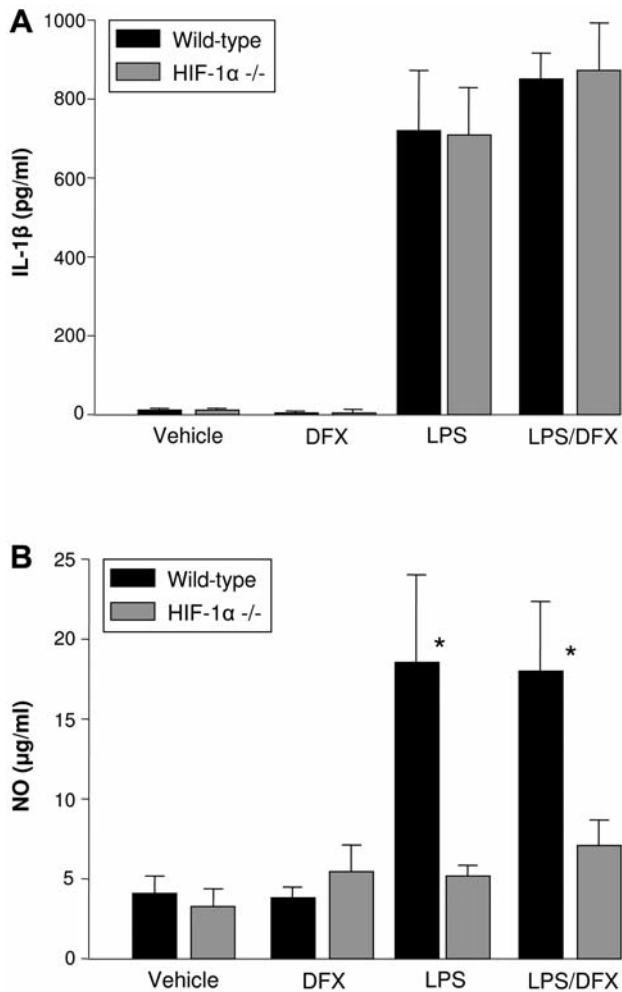 A
1000
800
600
400
200
0
IL-1β (pg/ml)
Wild-type
HIF-1α -/-
Vehicle DFX LPS LPS/DFX
B
25
20
15
10
5
0
NO (μg/ml)
Wild-type
HIF-1α -/-
* *
Vehicle DFX LPS LPS/DFX